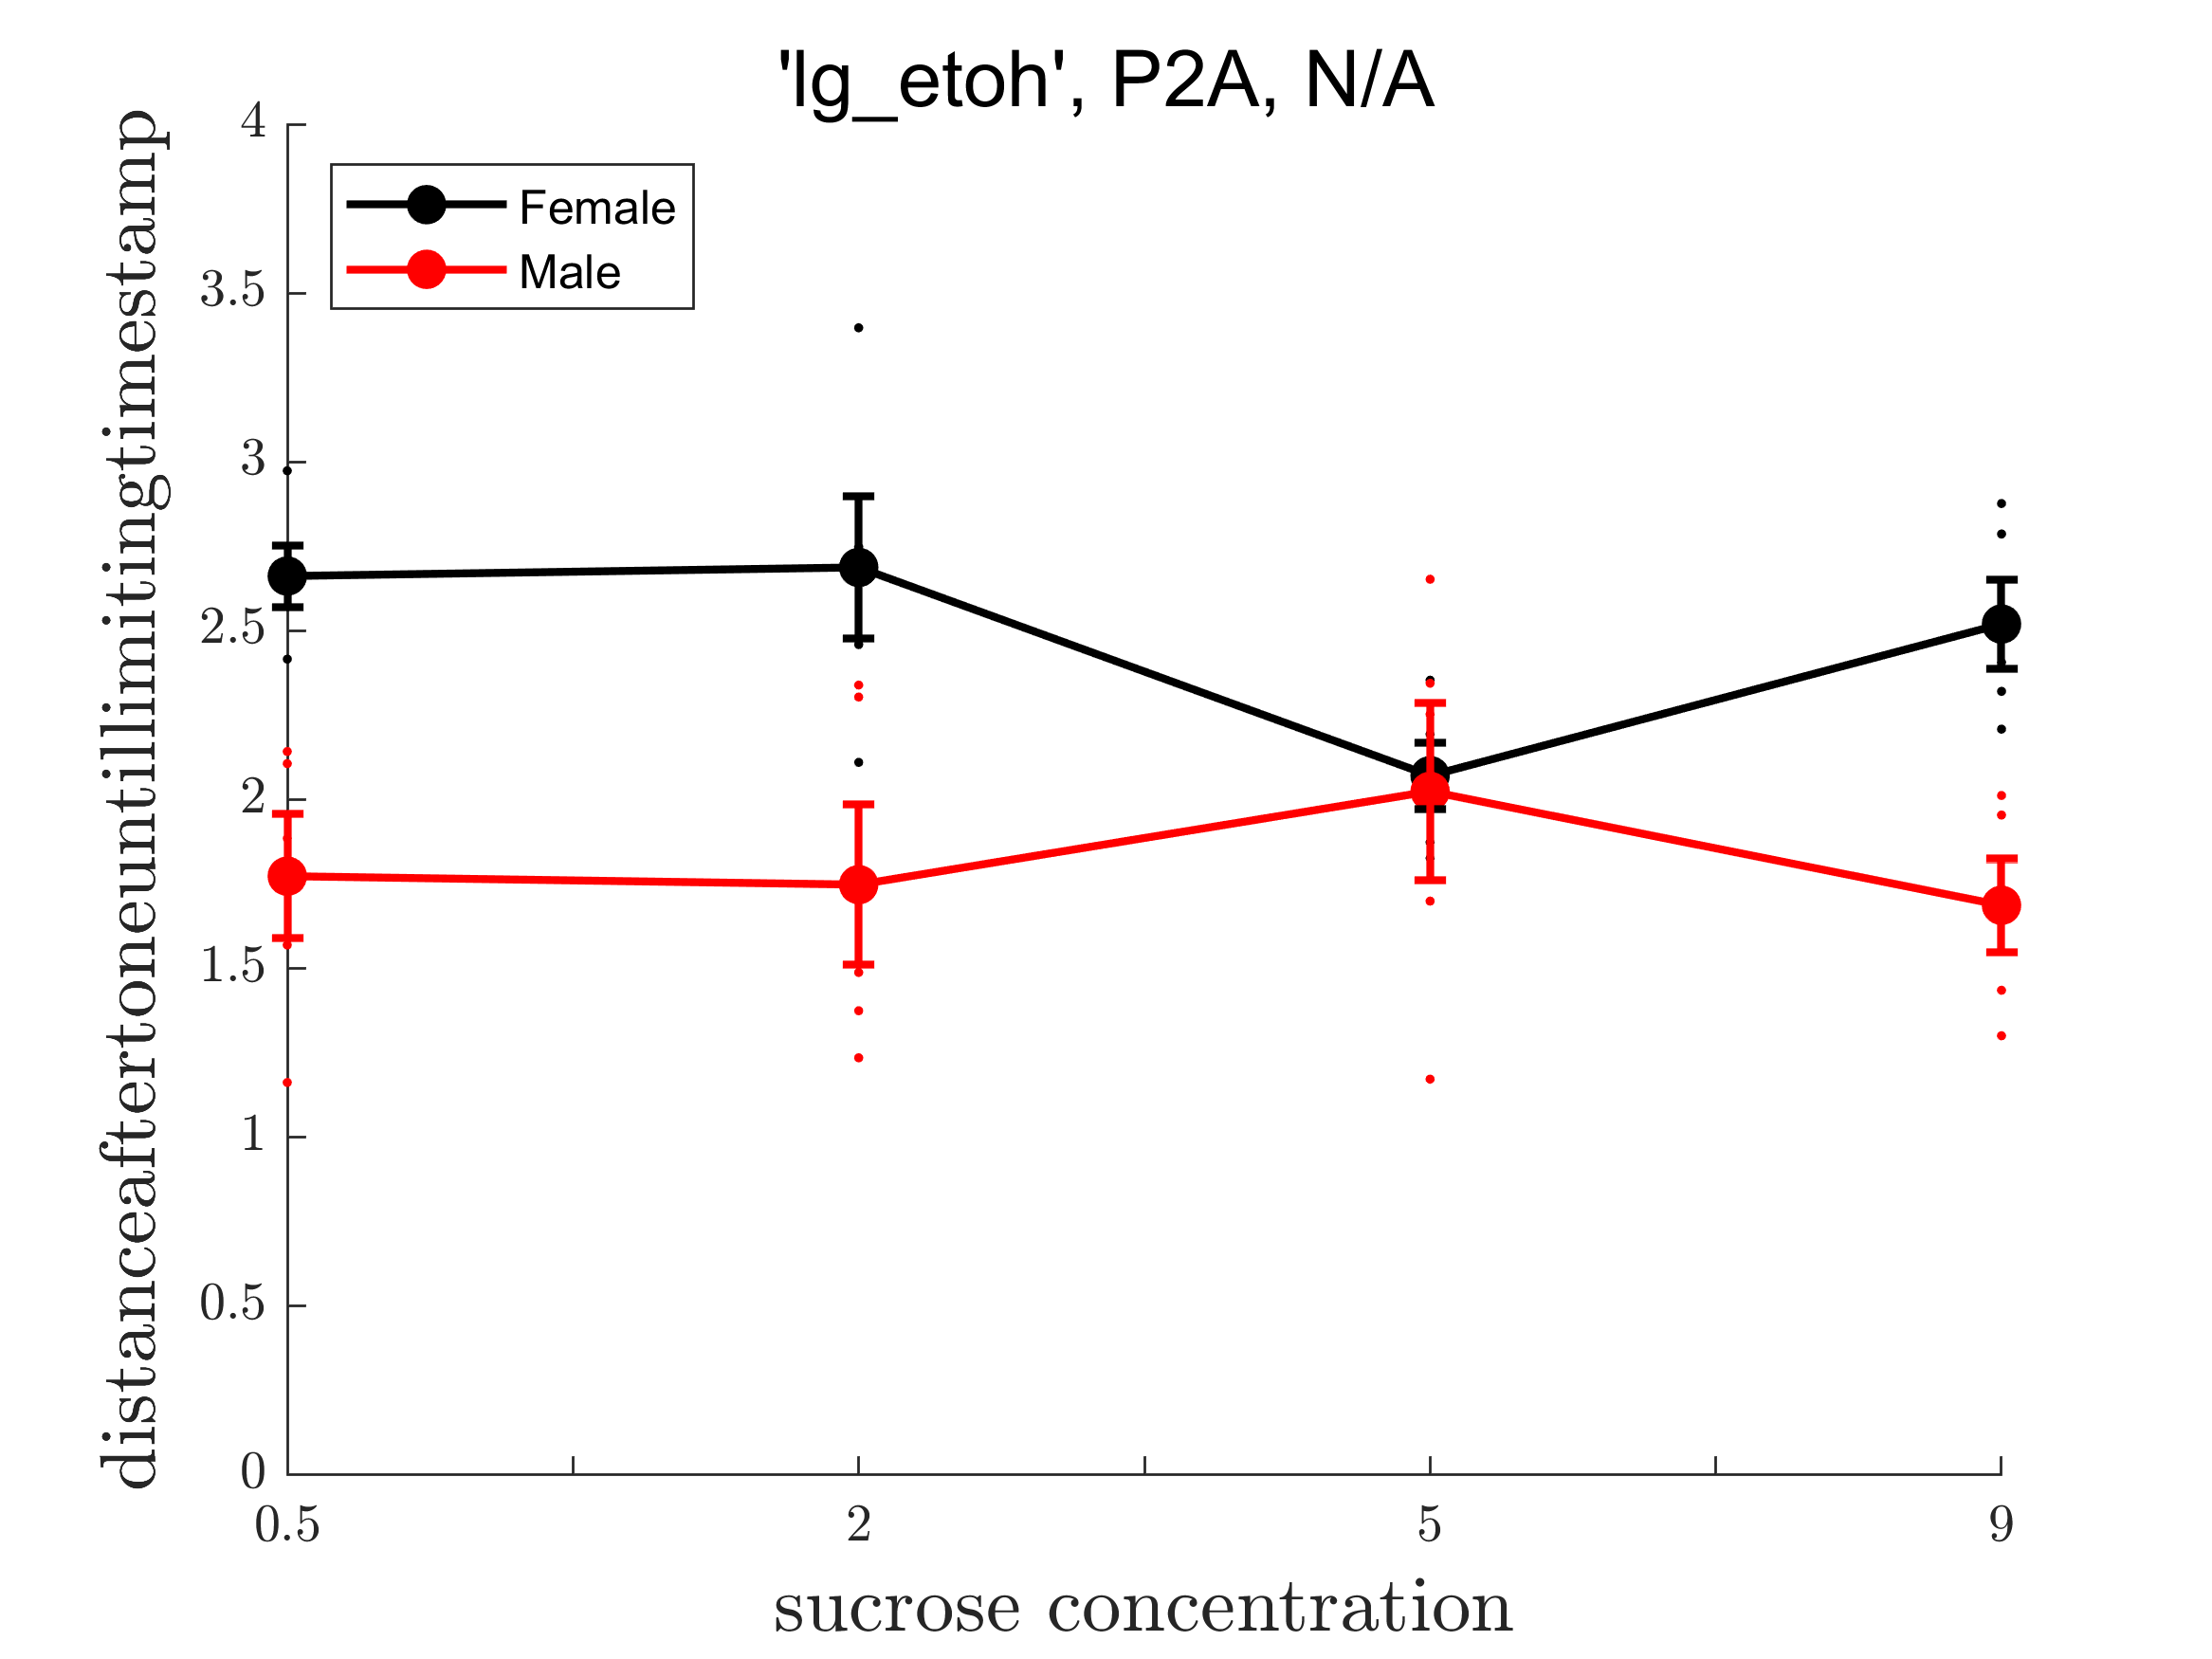 'lg_etoh', P2A, N/A
distanceaftertoneuntillimitingtimestamp
4
3.5
3
2.5
2
1.5
1
0.5
0
Female
Male
0.5 2 5 9
sucrose concentration